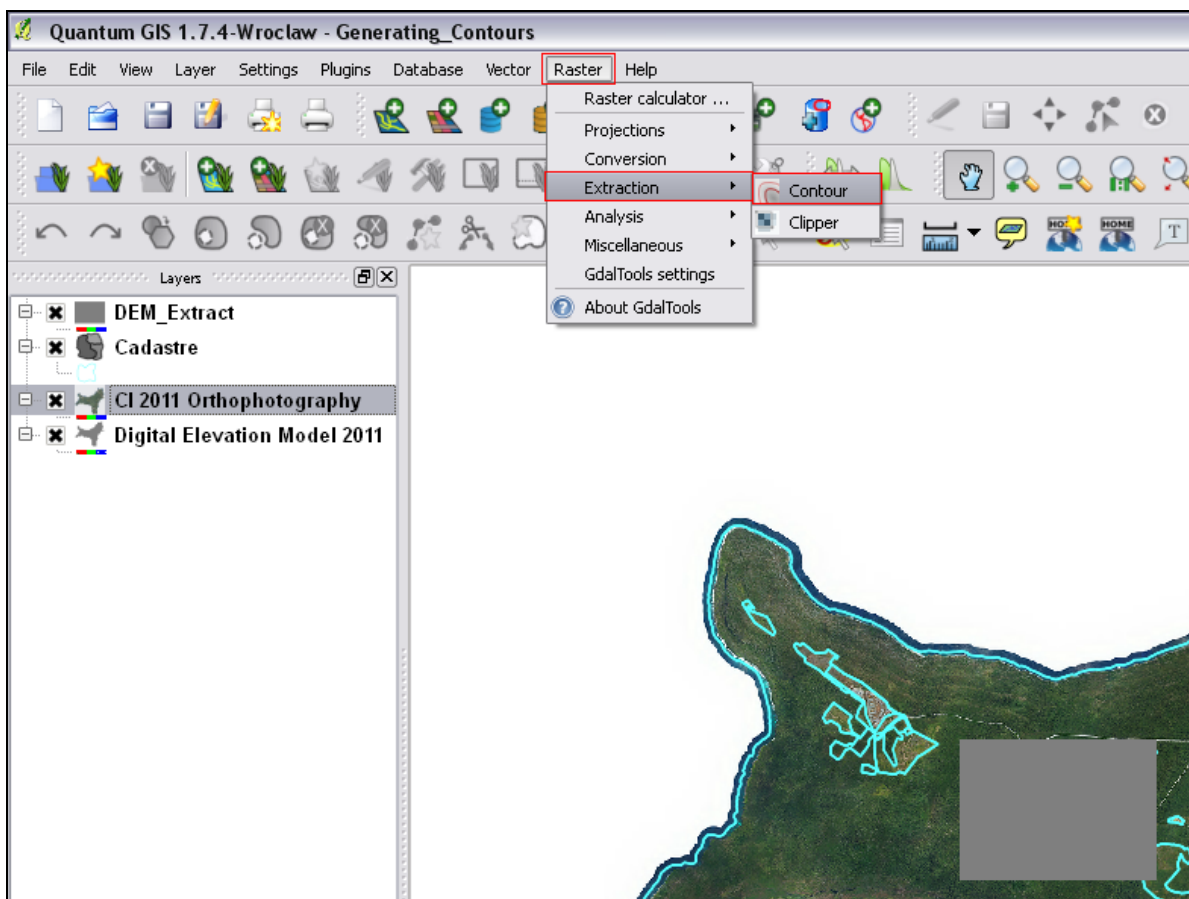 Quantum GIS 1.7.4-Wroclaw - Generating_Contours
File Edit View Layer Settings Plugins Database Vector Raster Help
Raster calculator ...
Projections
Conversion
Extraction
Contour
Analysis
Clipper
Miscellaneous
GdalTools settings
About GdalTools
HOME
T
Layers
DEM_Extract
Cadastre
CI 2011 Orthophotography
Digital Elevation Model 2011